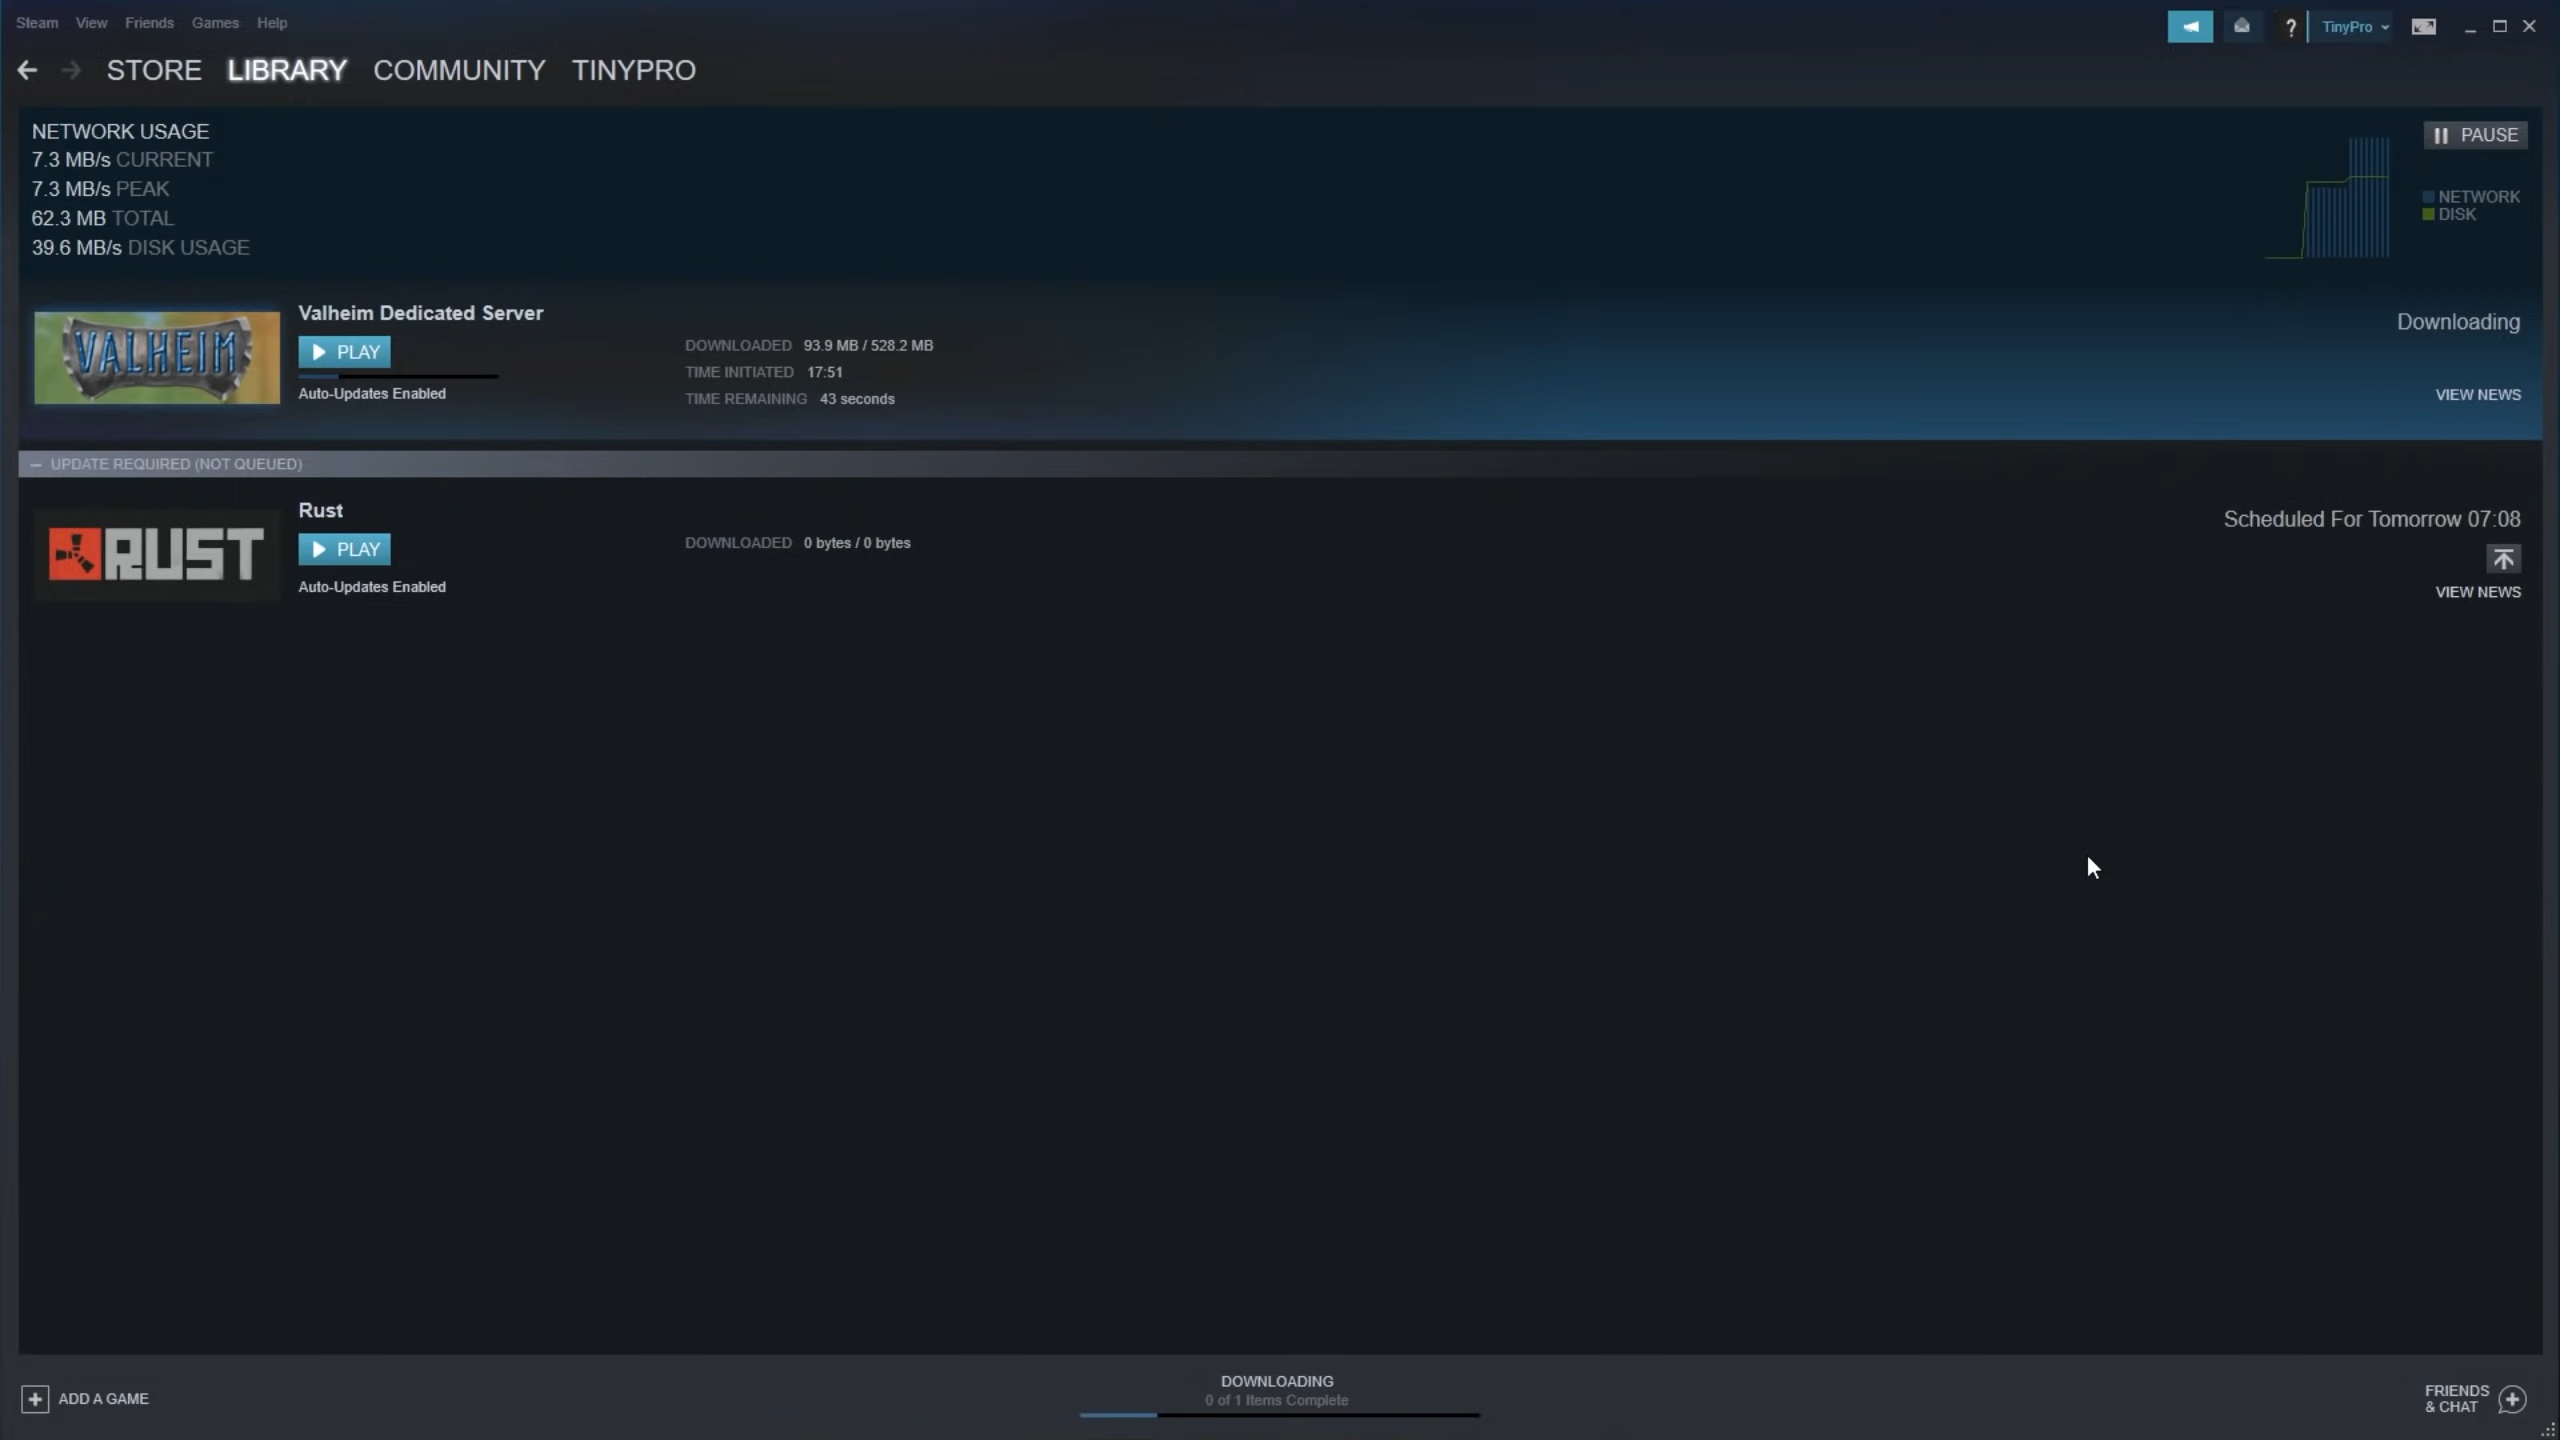 Steam View Friends Games Help
? TinyPro
STORE LIBRARY COMMUNITY TINYPRO
NETWORK USAGE
7.3 MB/s CURRENT
7.3 MB/s PEAK
62.3 MB TOTAL
39.6 MB/s DISK USAGE
PAUSE
NETWORK
DISK
VALHEIM
Valheim Dedicated Server
PLAY
Auto-Updates Enabled
DOWNLOADED 93.9 MB / 528.2 MB
TIME INITIATED 17:51
TIME REMAINING 43 seconds
Downloading
VIEW NEWS
UPDATE REQUIRED (NOT QUEUED)
RUST
Rust
PLAY
Auto-Updates Enabled
DOWNLOADED 0 bytes / 0 bytes
Scheduled For Tomorrow 07:08
VIEW NEWS
ADD A GAME
DOWNLOADING
0 of 1 Items Complete
FRIENDS
& CHAT